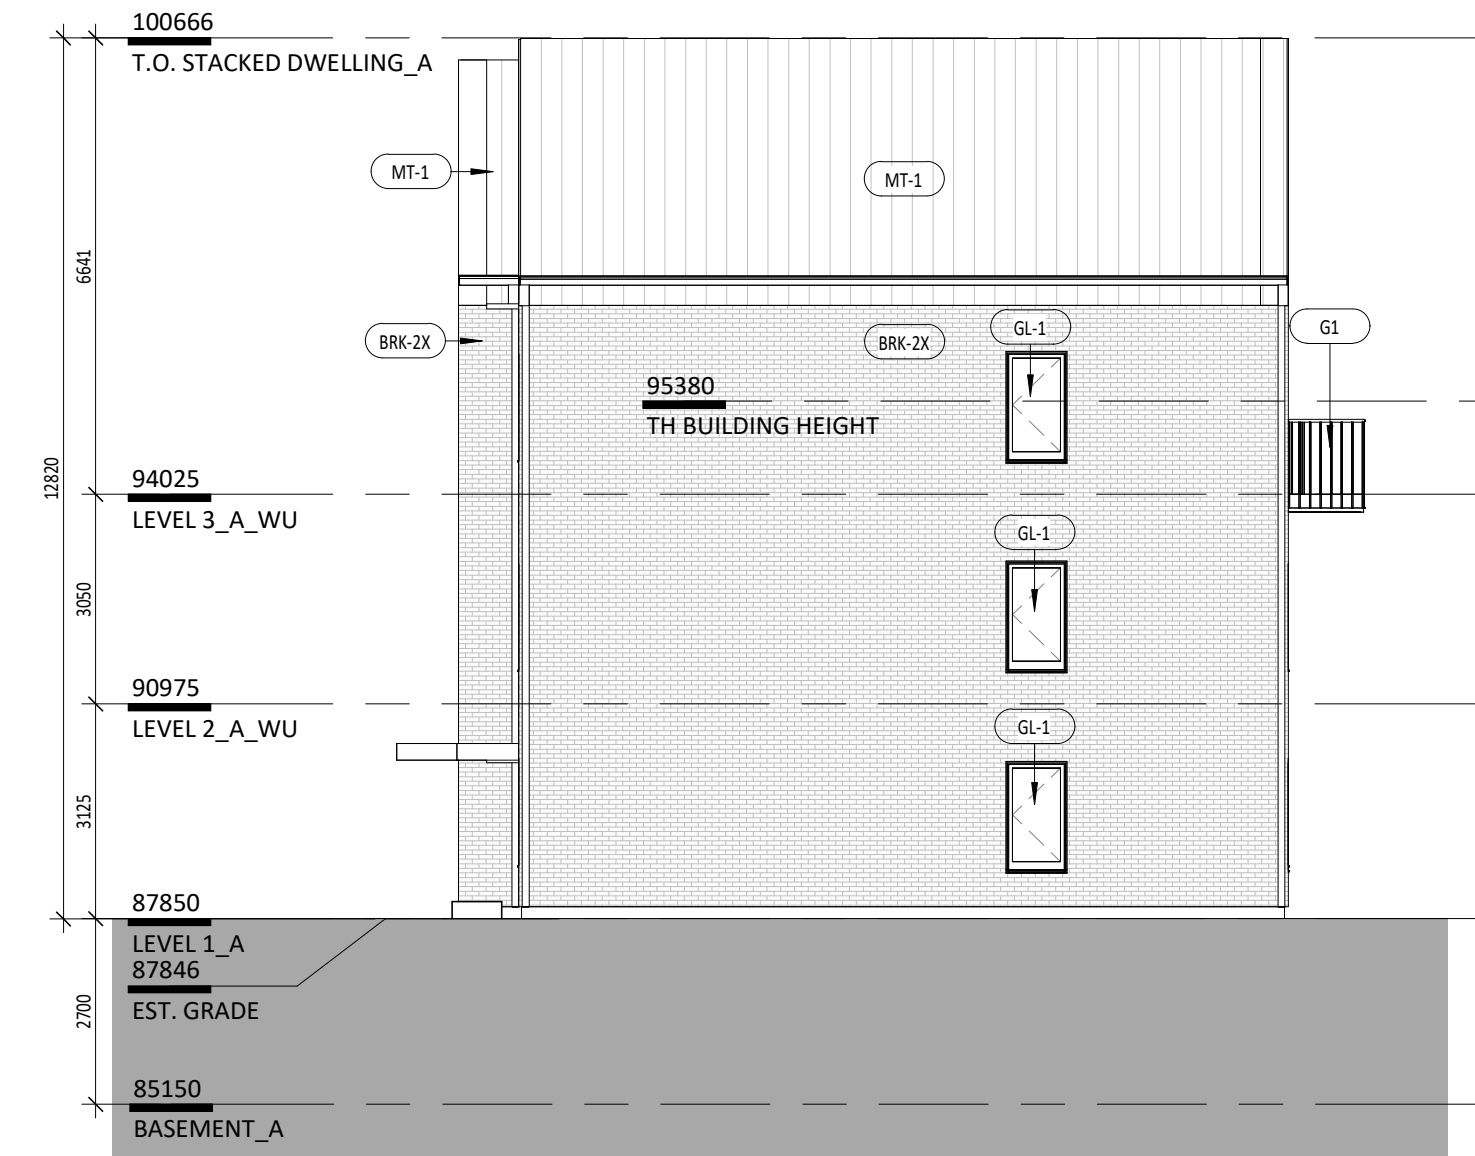 100666
T.O. STACKED DWELLING_A
MT-1
MT-1
6641
BRK-2X
BRK-2X
GL-1
G1
95380
TH BUILDING HEIGHT
12820
94025
LEVEL 3_A_WU
GL-1
3050
90975
LEVEL 2_A_WU
GL-1
3125
87850
LEVEL 1_A
87846
EST. GRADE
2700
85150
BASEMENT_A